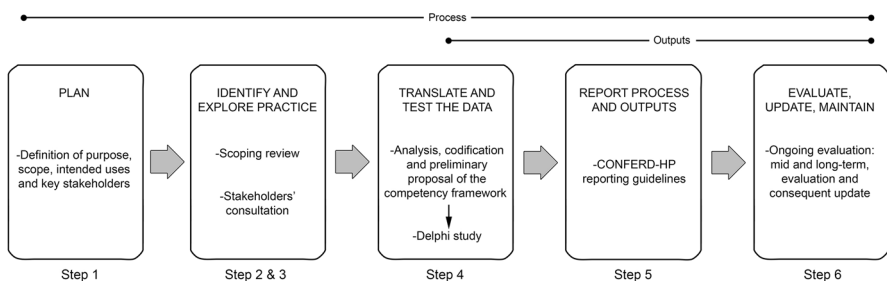 Process
Outputs
PLAN
-Definition of purpose,
scope, intended uses
and key stakeholders
Step 1
IDENTIFY AND
EXPLORE PRACTICE
-Scoping review
-Stakeholders'
consultation
Step 2 & 3
TRANSLATE AND
TEST THE DATA
-Analysis, codification
and preliminary
proposal of the
competency framework
-Delphi study
Step 4
REPORT PROCESS
AND OUTPUTS
-CONFERD-HP
reporting guidelines
Step 5
EVALUATE,
UPDATE, MAINTAIN
-Ongoing evaluation:
mid and long-term,
evaluation and
consequent update
Step 6